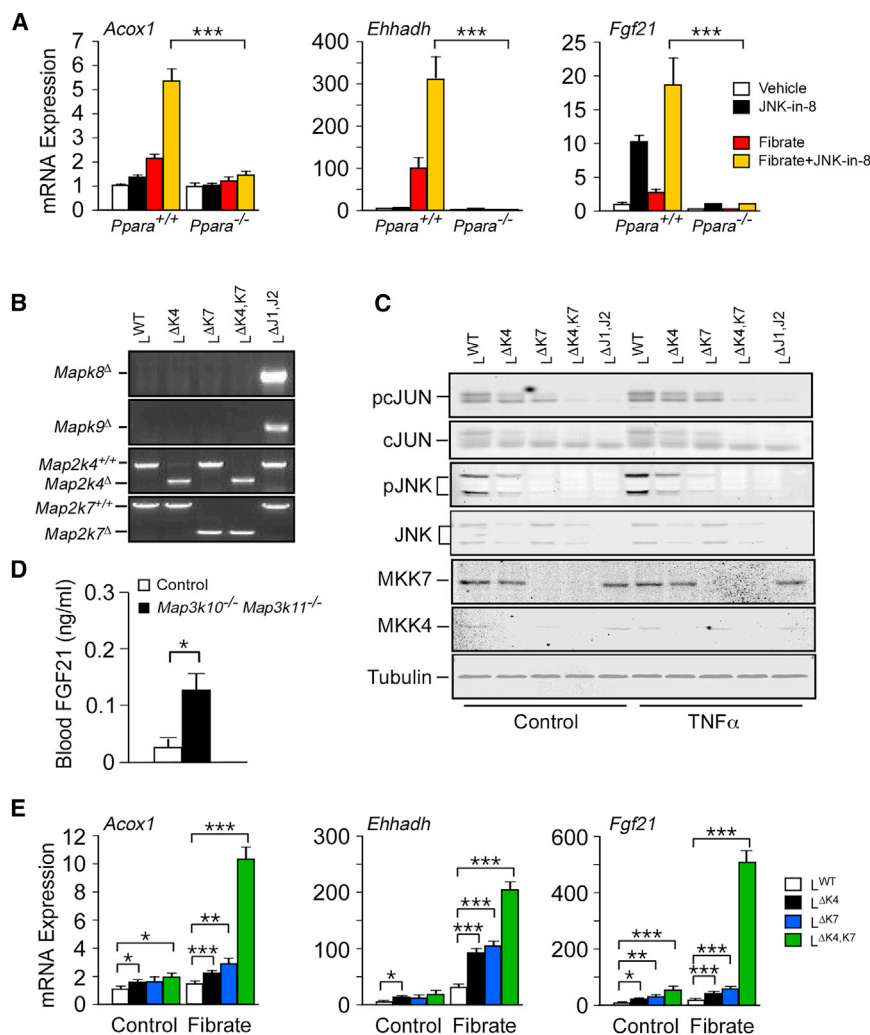 A
Acox1
Ehhadh
Fgf21
mRNA Expression
7
6
5
4
3
2
1
0
400
300
200
100
0
25
20
15
10
5
0
***
***
***
Vehicle
JNK-in-8
Fibrate
Fibrate+JNK-in-8
Ppara+/+ Ppara-/-
Ppara+/+ Ppara-/-
Ppara+/+ Ppara-/-
B
LWT
LΔK4
LΔK7
LΔK4,K7
LΔJ1,J2
Mapk8Δ
Mapk9Δ
Map2k4+/+
Map2k4Δ
Map2k7+/+
Map2k7Δ
C
LWT
LΔK4
LΔK7
LΔK4,K7
LΔJ1,J2
LWT
LΔK4
LΔK7
LΔK4,K7
LΔJ1,J2
pcJUN
cJUN
pJNK
JNK
MKK7
MKK4
Tubulin
Control
TNFα
D
Control
Map3k10-/- Map3k11-/-
Blood FGF21 (ng/ml)
0.3
0.2
0.1
0
*
E
Acox1
Ehhadh
Fgf21
mRNA Expression
12
10
8
6
4
2
0
300
200
100
0
600
400
200
0
* * *** ** ***
* *** *** ***
* ** *** *** *** ***
LWT
LΔK4
LΔK7
LΔK4,K7
Control Fibrate
Control Fibrate
Control Fibrate